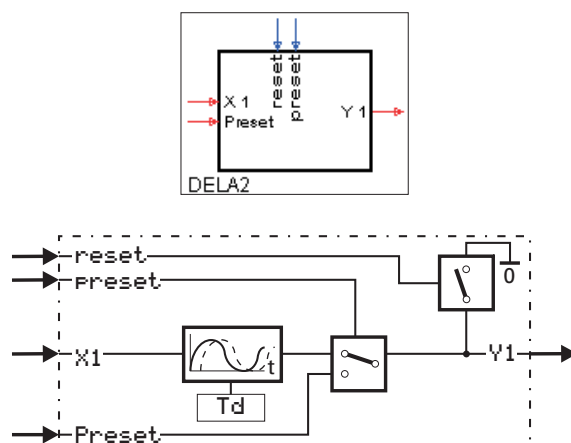 reset
preset
X 1
Preset
Y 1
DELA2
reset
preset
0
X1
t
Y1
Td
Preset